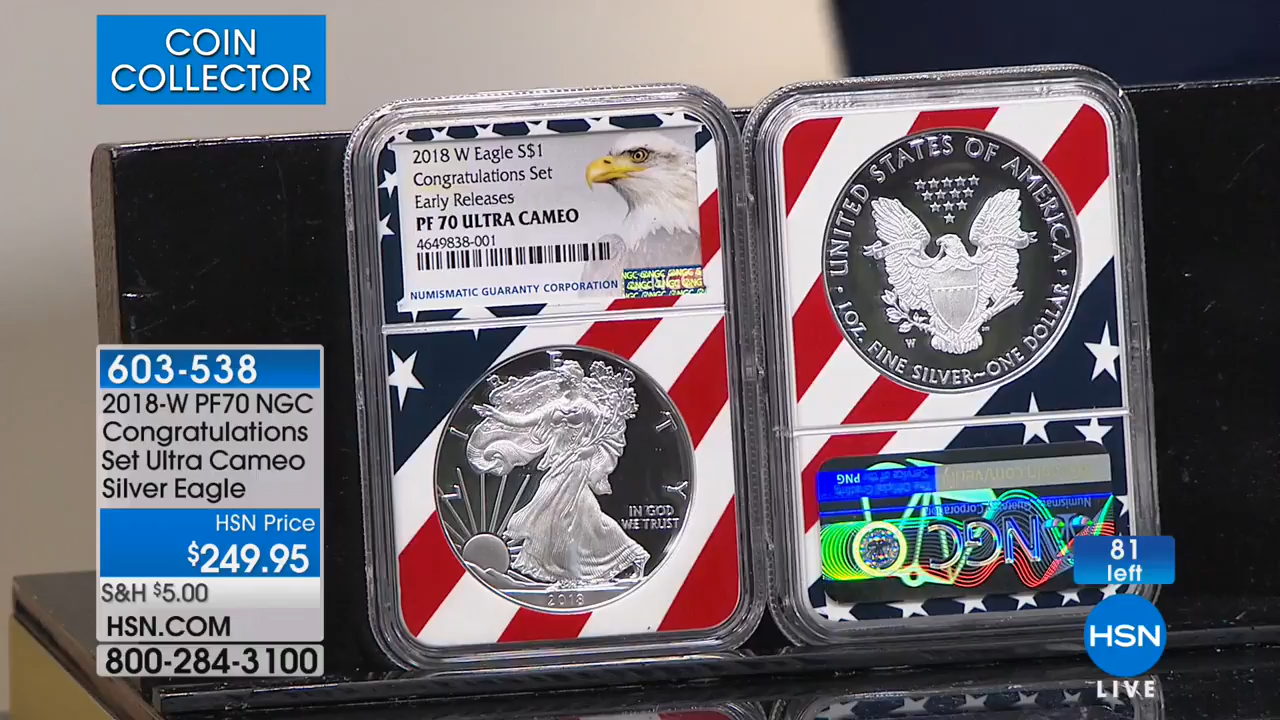 COIN
COLLECTOR
2018 W Eagle S$1
Congratulations Set
Early Releases
PF 70 ULTRA CAMEO
4649838-001
NUMISMATIC GUARANTY CORPORATION
NGC
LIBERTY
IN GOD
WE TRUST
2018
UNITED STATES OF AMERICA
W
1 OZ. FINE SILVER~ONE DOLLAR
PNG
NGC
603-538
2018-W PF70 NGC
Congratulations
Set Ultra Cameo
Silver Eagle
HSN Price
$249.95
S&H $5.00
HSN.COM
800-284-3100
81
left
HSN
LIVE